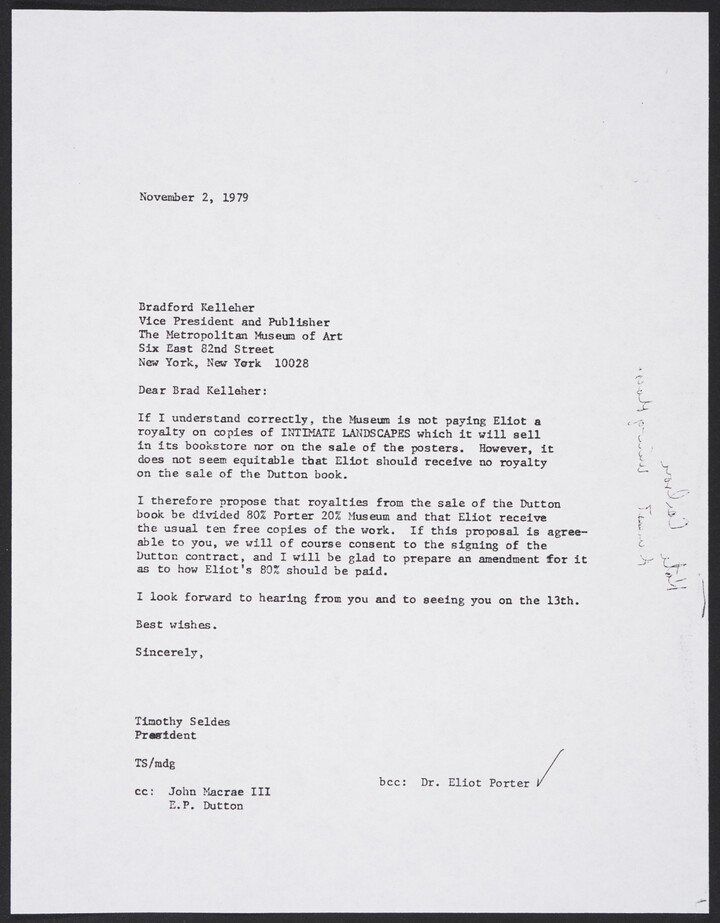 November 2, 1979
Bradford Kelleher
Vice President and Publisher
The Metropolitan Museum of Art
Six East 82nd Street
New York, New York 10028
Dear Brad Kelleher:
If I understand correctly, the Museum is not paying Eliot a
royalty on copies of INTIMATE LANDSCAPES which it will sell
in its bookstore nor on the sale of the posters. However, it
does not seem equitable that Eliot should receive no royalty
on the sale of the Dutton book.
I therefore propose that royalties from the sale of the Dutton
book be divided 80% Porter 20% Museum and that Eliot receive
the usual ten free copies of the work. If this proposal is agree-
able to you, we will of course consent to the signing of the
Dutton contract, and I will be glad to prepare an amendment for it
as to how Eliot's 80% should be paid.
I look forward to hearing from you and to seeing you on the 13th.
Best wishes.
Sincerely,
Timothy Seldes
President
TS/mdg
cc: John Macrae III
E.P. Dutton
bcc: Dr. Eliot Porter